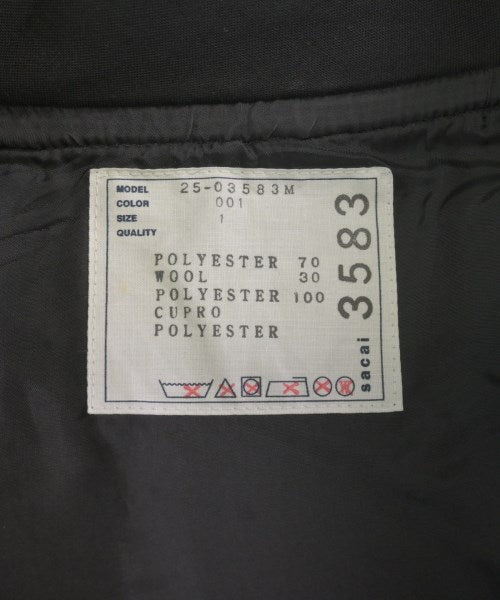 MODEL 25-03583M
COLOR 001
SIZE 1
QUALITY
POLYESTER 70
WOOL 30
POLYESTER 100
CUPRO
POLYESTER
3583
sacai